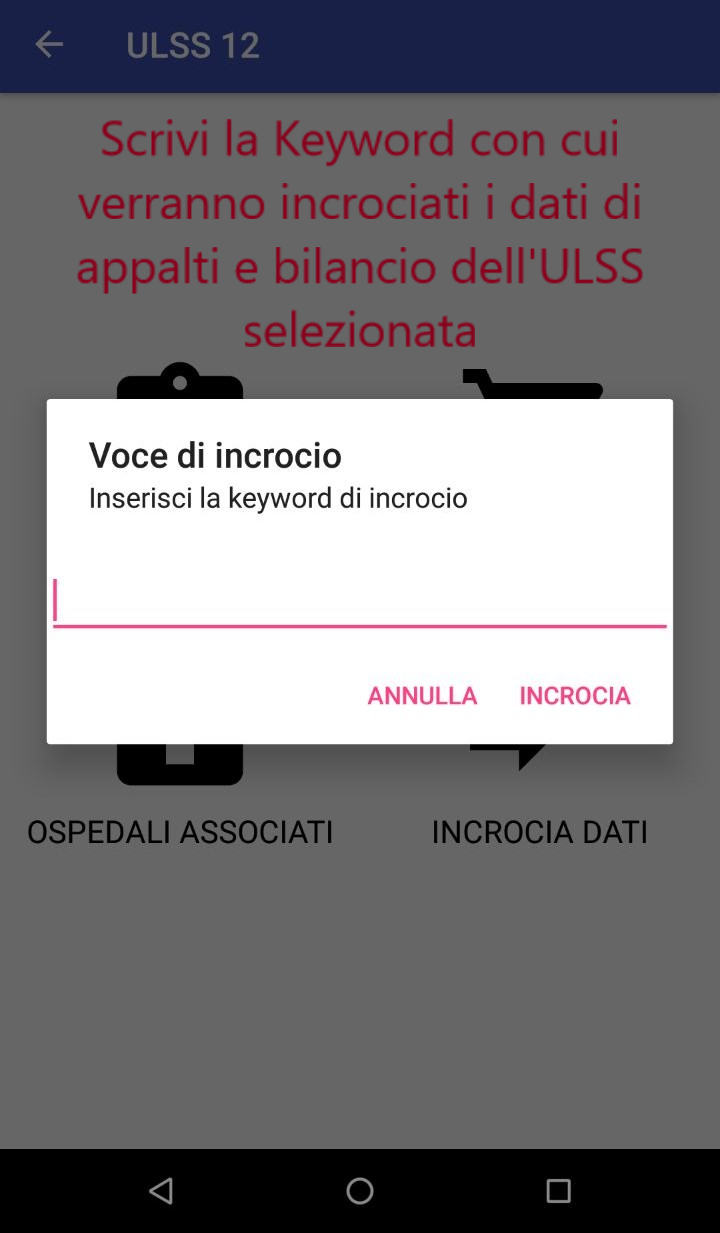 ULSS 12
Scrivi la Keyword con cui
verranno incrociati i dati di
appalti e bilancio dell'ULSS
selezionata
Voce di incrocio
Inserisci la keyword di incrocio
ANNULLA INCROCIA
OSPEDALI ASSOCIATI INCROCIA DATI